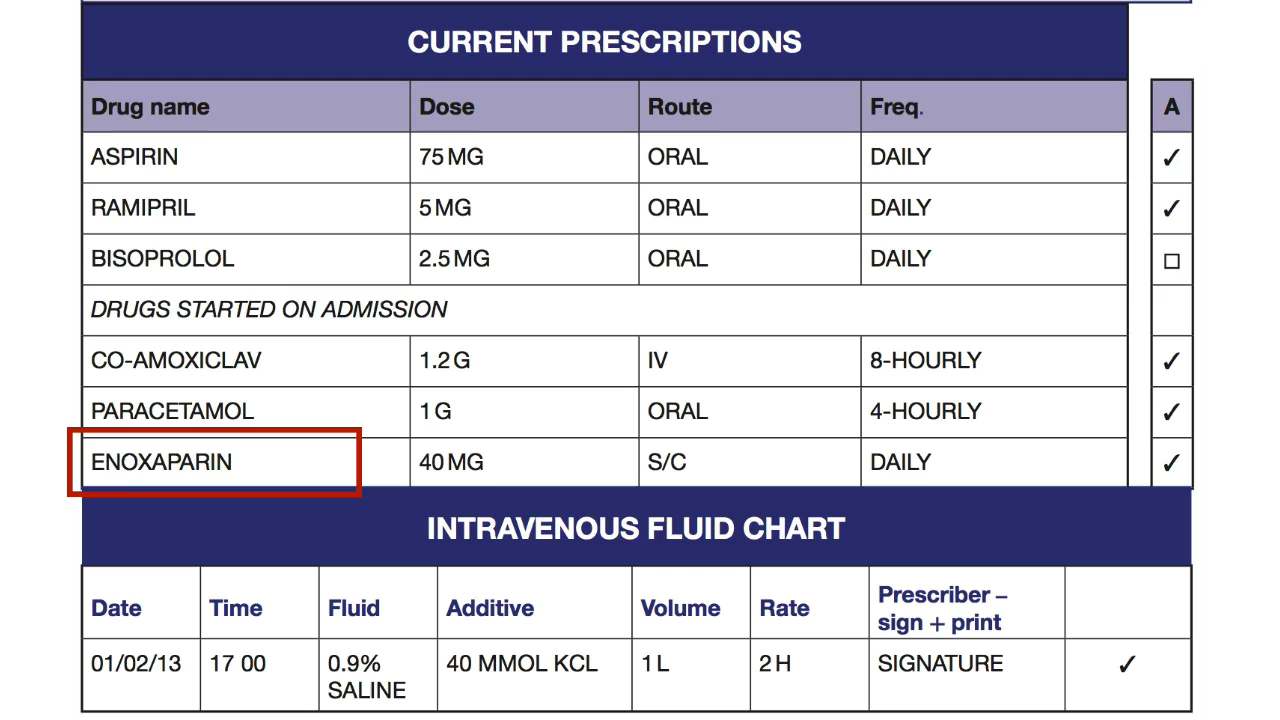 CURRENT PRESCRIPTIONS
Drug name Dose Route Freq. A
ASPIRIN 75 MG ORAL DAILY ✓
RAMIPRIL 5 MG ORAL DAILY ✓
BISOPROLOL 2.5 MG ORAL DAILY □
DRUGS STARTED ON ADMISSION
CO-AMOXICLAV 1.2 G IV 8-HOURLY ✓
PARACETAMOL 1 G ORAL 4-HOURLY ✓
ENOXAPARIN 40 MG S/C DAILY ✓
INTRAVENOUS FLUID CHART
Date Time Fluid Additive Volume Rate Prescriber –
sign + print
01/02/13 17 00 0.9% 40 MMOL KCL 1 L 2 H SIGNATURE ✓
SALINE